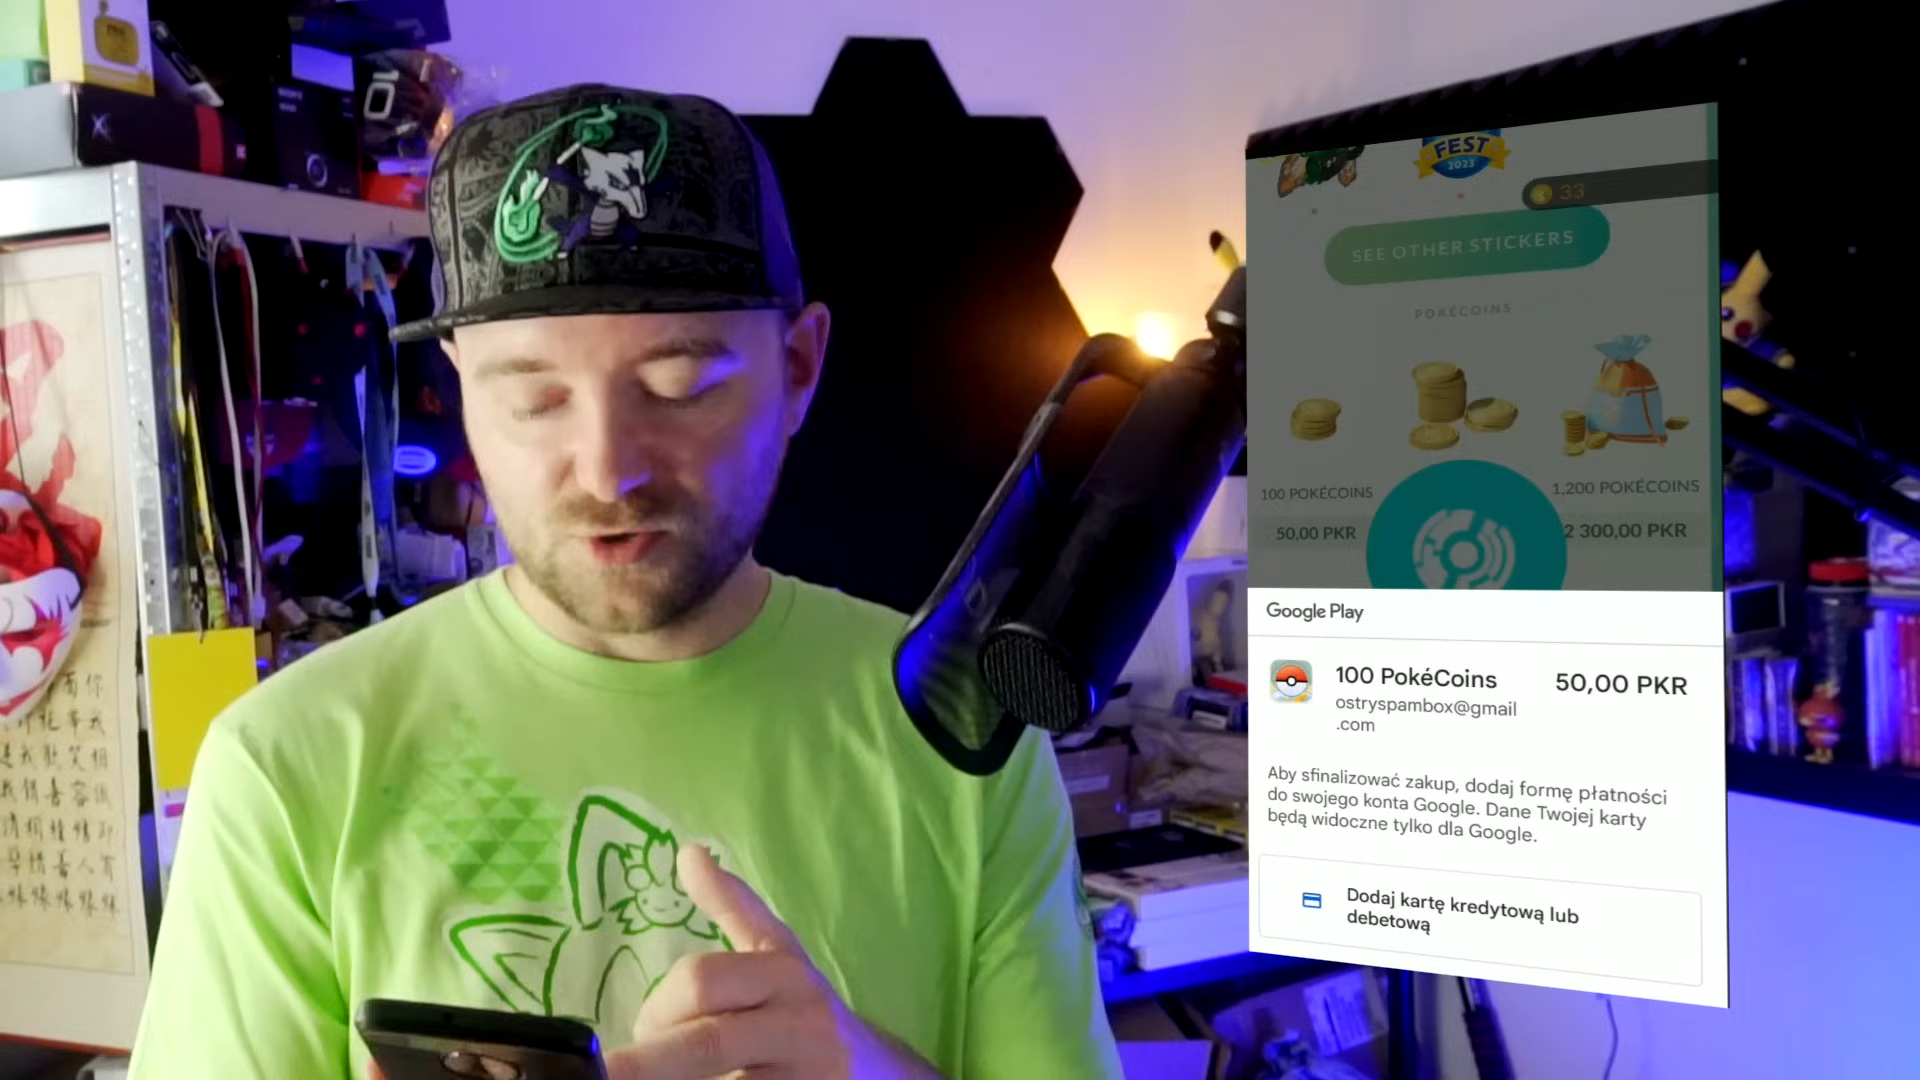 FEST
2023
33
SEE OTHER STICKERS
POKÉCOINS
100 POKÉCOINS
1,200 POKÉCOINS
50,00 PKR
2 300,00 PKR
Google Play
100 PokéCoins
50,00 PKR
ostryspambox@gmail
.com
Aby sfinalizować zakup, dodaj formę płatności
do swojego konta Google. Dane Twojej karty
będą widoczne tylko dla Google.
Dodaj kartę kredytową lub
debetową